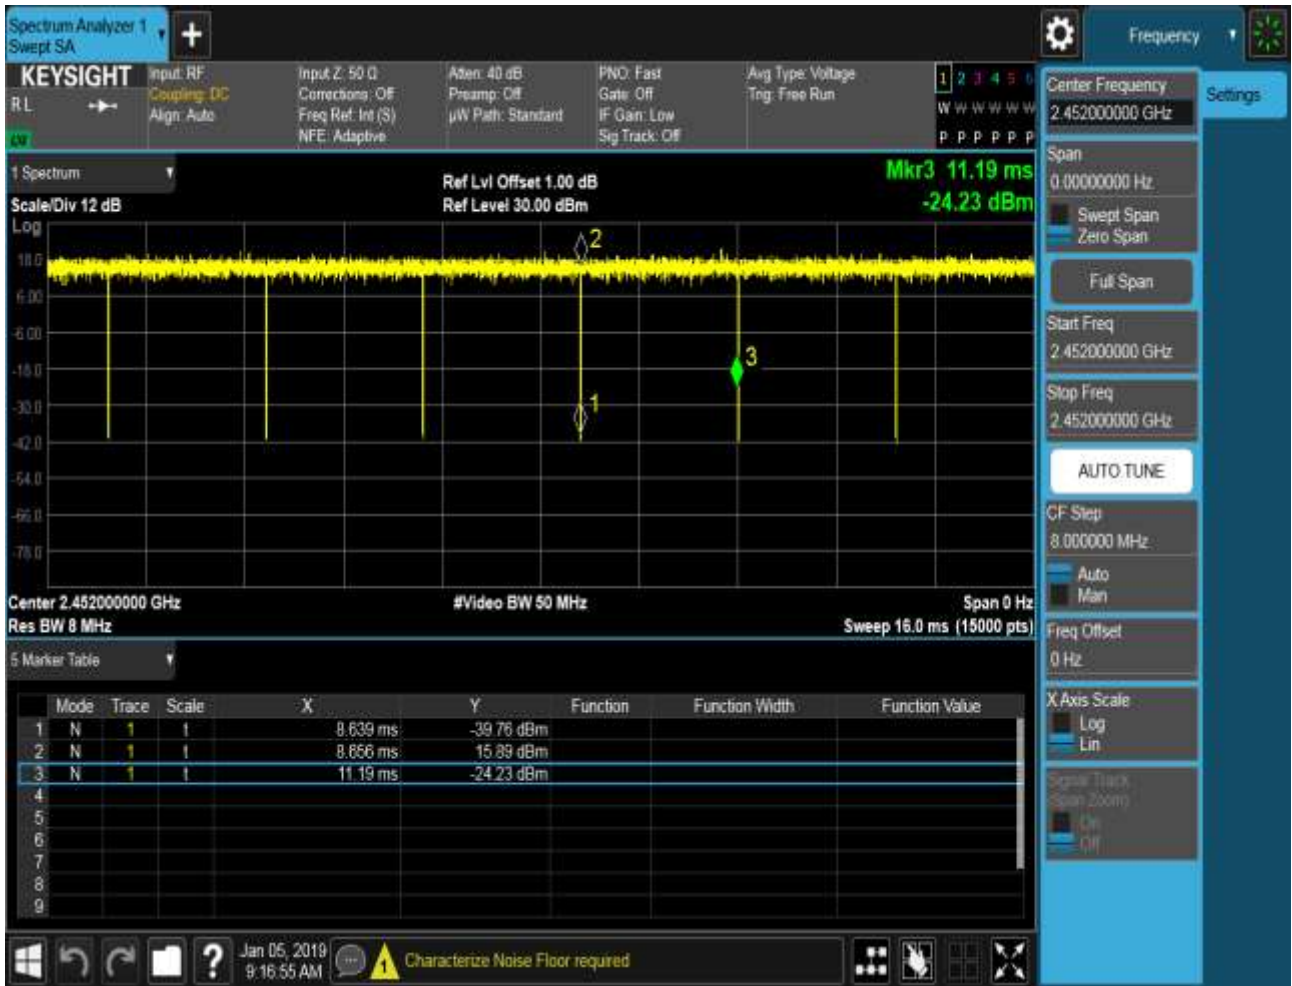 Spectrum Analyzer 1
Swept SA
+
Frequency
KEYSIGHT
RL
Input: RF
Coupling: DC
Align: Auto
Input Z: 50 Ω
Corrections: Off
Freq Ref: Int (S)
NFE: Adaptive
Atten: 40 dB
Preamp: Off
µW Path: Standard
PNO: Fast
Gate: Off
IF Gain: Low
Sig Track: Off
Avg Type: Voltage
Trig: Free Run
1 2 3 4 5 6
W W W W W W
P P P P P P
1 Spectrum
Scale/Div 12 dB
Ref Lvl Offset 1.00 dB
Ref Level 30.00 dBm
Mkr3 11.19 ms
-24.23 dBm
Log
18.0
6.00
-6.00
-18.0
-30.0
-42.0
-54.0
-66.0
-78.0
2
3
1
Center 2.452000000 GHz
Res BW 8 MHz
#Video BW 50 MHz
Span 0 Hz
Sweep 16.0 ms (15000 pts)
5 Marker Table
Mode Trace Scale X Y Function Function Width Function Value
1 N 1 t 8.639 ms -39.76 dBm
2 N 1 t 8.656 ms 15.89 dBm
3 N 1 t 11.19 ms -24.23 dBm
4
5
6
7
8
9
Center Frequency
2.452000000 GHz
Settings
Span
0.00000000 Hz
Swept Span
Zero Span
Full Span
Start Freq
2.452000000 GHz
Stop Freq
2.452000000 GHz
AUTO TUNE
CF Step
8.000000 MHz
Auto
Man
Freq Offset
0 Hz
X Axis Scale
Log
Lin
Signal Track
(Span Zoom)
On
Off
?
Jan 05, 2019
9:16:55 AM
1
Characterize Noise Floor required